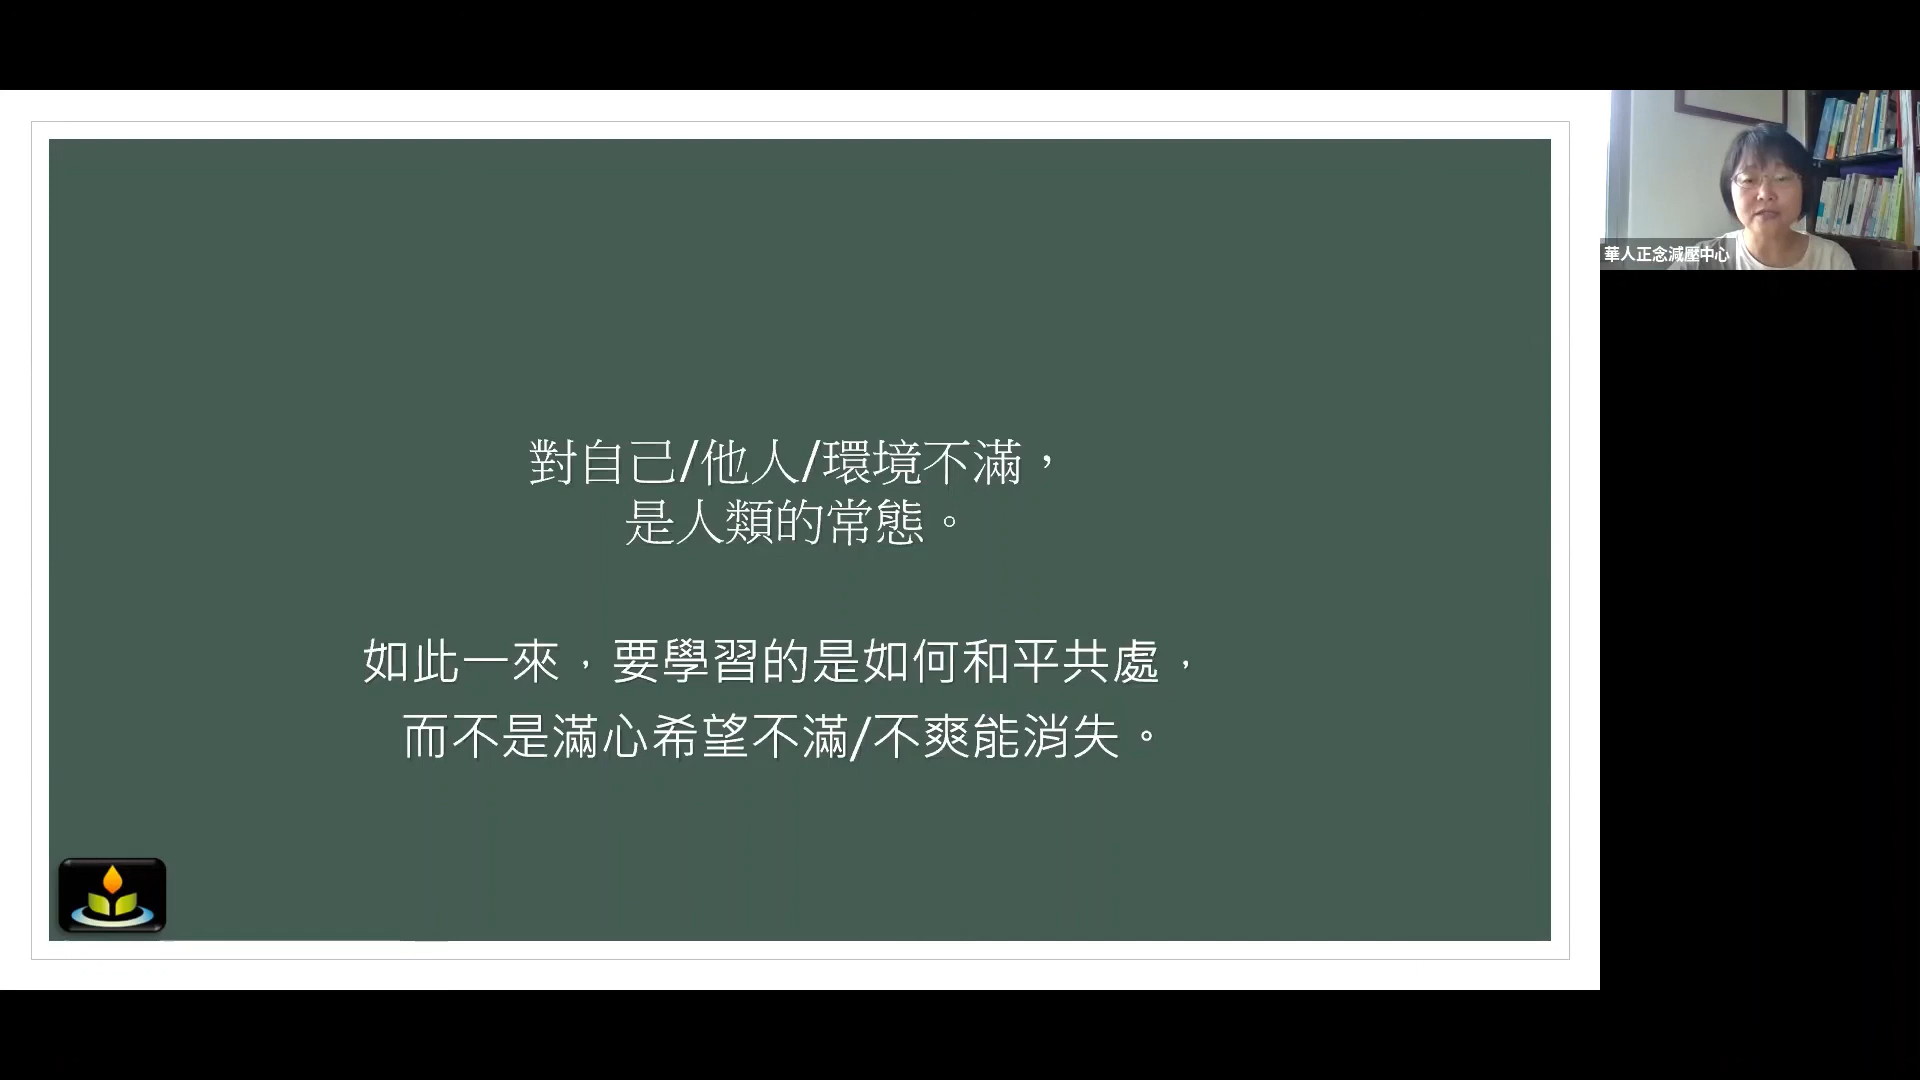 對自己/他人/環境不滿，
是人類的常態。
如此一來，要學習的是如何和平共處，
而不是滿心希望不滿/不爽能消失。
華人正念減壓中心